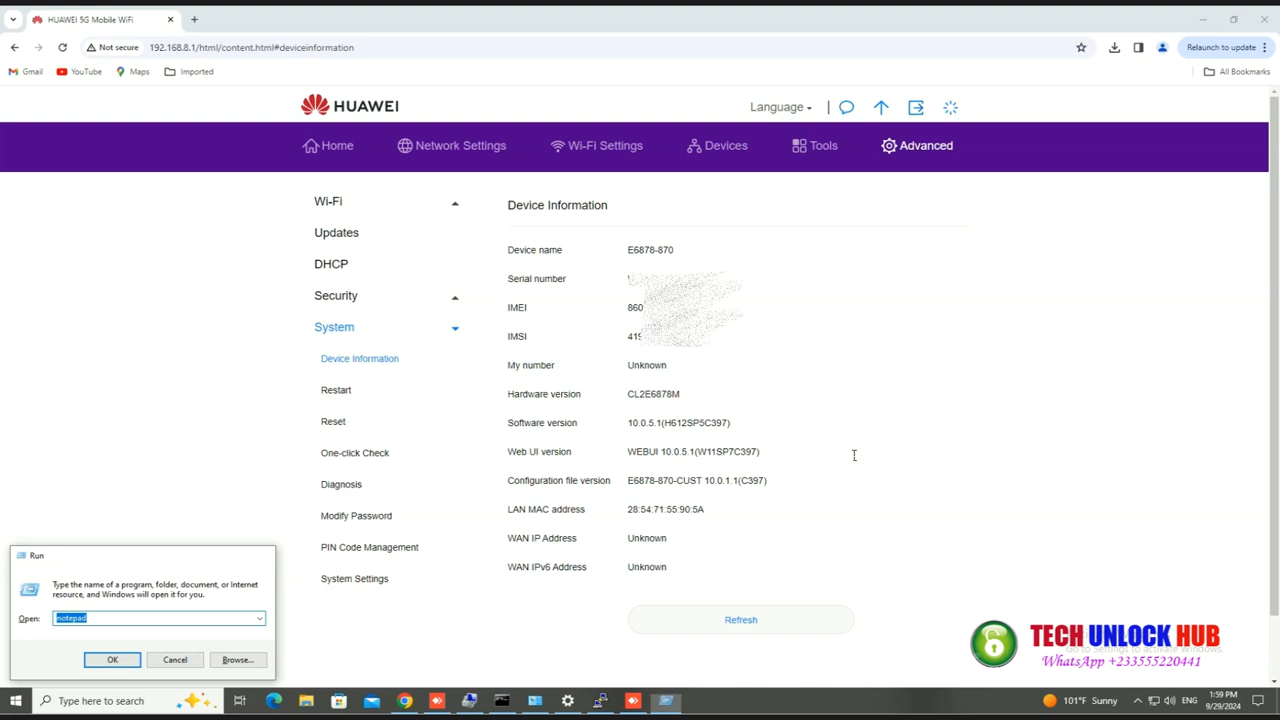 HUAWEI 5G Mobile WiFi
Not secure 192.168.8.1/html/content.html#deviceinformation
Relaunch to update
Gmail YouTube Maps Imported All Bookmarks
HUAWEI
Language
Home Network Settings Wi-Fi Settings Devices Tools Advanced
Wi-Fi
Updates
DHCP
Security
System
Device Information
Restart
Reset
One-click Check
Diagnosis
Modify Password
PIN Code Management
System Settings
Device Information
Device name E6878-870
Serial number
IMEI 860
IMSI 419
My number Unknown
Hardware version CL2E6878M
Software version 10.0.5.1(H612SP5C397)
Web UI version WEBUI 10.0.5.1(W11SP7C397)
Configuration file version E6878-870-CUST 10.0.1.1(C397)
LAN MAC address 28:54:71:55:90:5A
WAN IP Address Unknown
WAN IPv6 Address Unknown
Refresh
Run
Type the name of a program, folder, document, or Internet
resource, and Windows will open it for you.
Open: notepad
OK Cancel Browse...
TECH UNLOCK HUB
Go to Settings to activate Windows.
WhatsApp +233555220441
Type here to search
101°F Sunny
ENG
1:59 PM
9/29/2024